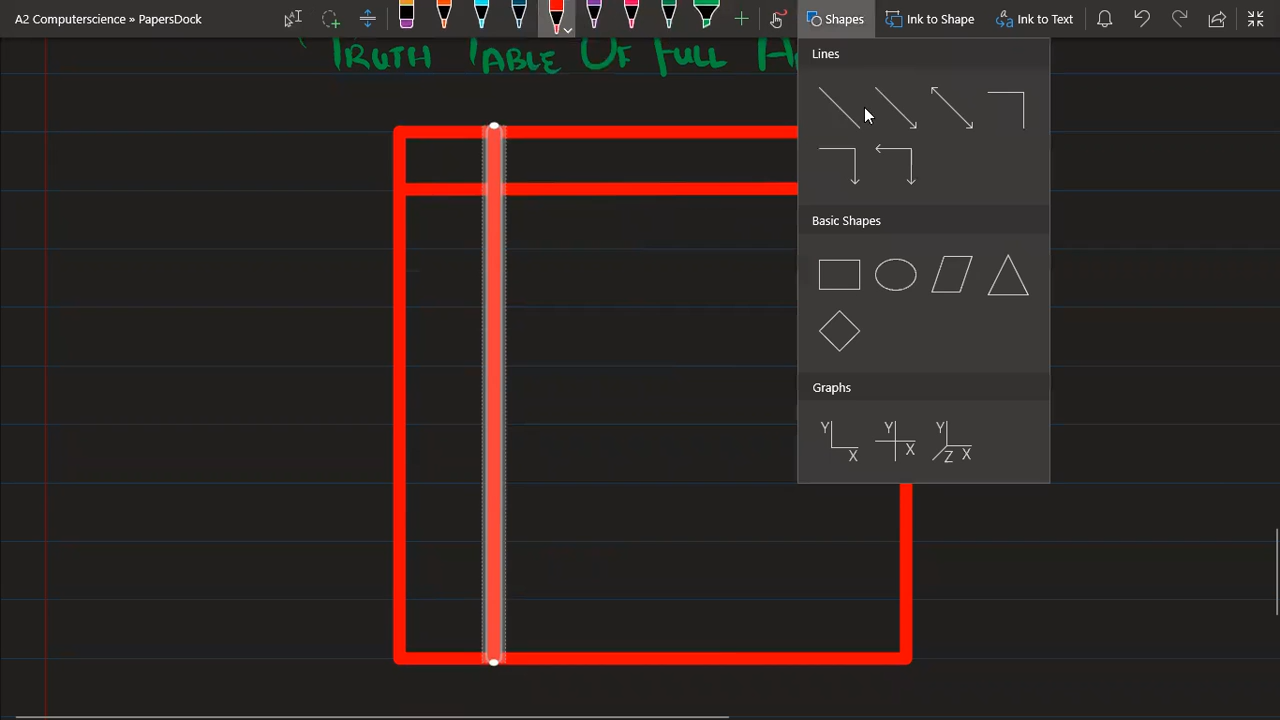 A2 Computerscience » PapersDock
Shapes
Ink to Shape
Ink to Text
TRUTH TABLE OF FULL
Lines
Basic Shapes
Graphs
Y
X
Y
X
Y
Z
X